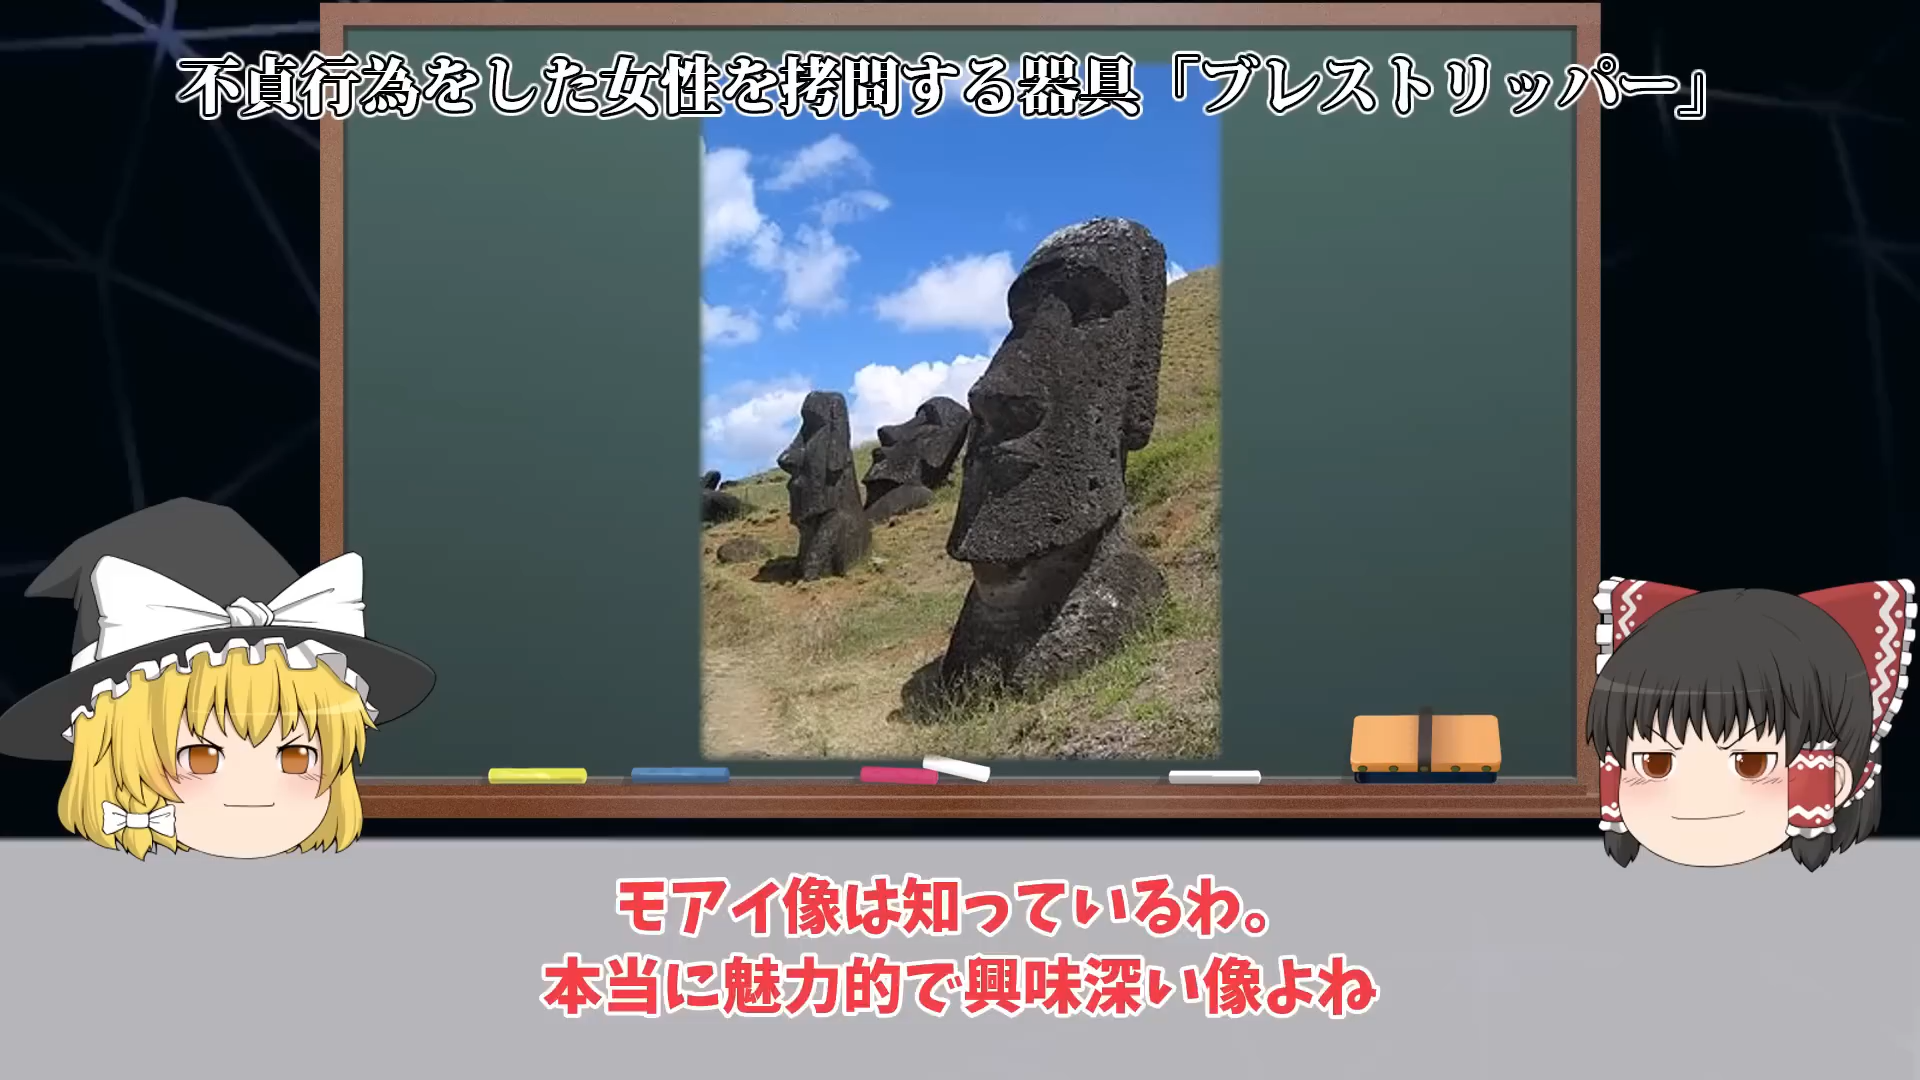 不貞行為をした女性を拷問する器具「ブレストリッパー」
モアイ像は知っているわ。
本当に魅力的で興味深い像よね